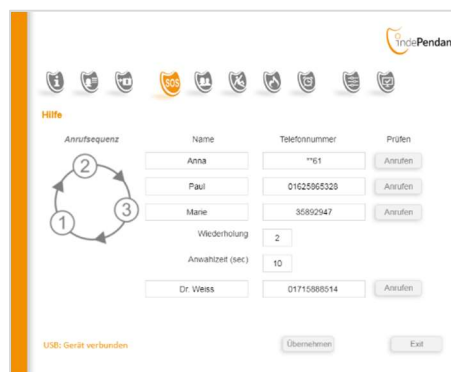 indePendant
SOS
Hilfe
Anrufsequenz Name Telefonnummer Prüfen
Anna **61 Anrufen
Paul 01625865328 Anrufen
Marie 35892947 Anrufen
1 2 3
Wiederholung 2
Anwahlzeit (sec) 10
Dr. Weiss 01715888514 Anrufen
USB: Gerät verbunden Übernehmen Exit